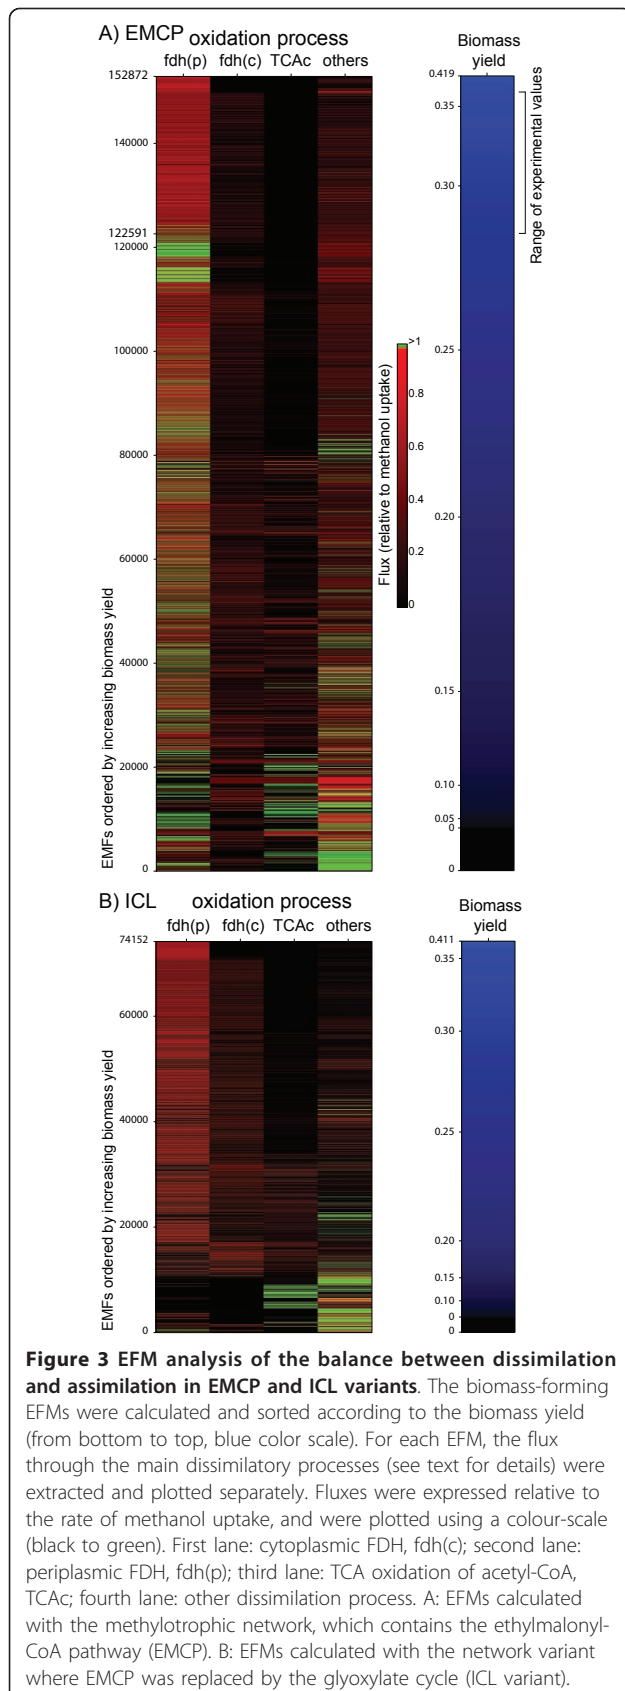 A) EMCP oxidation process
fdh(p) fdh(c) TCAc others
Biomass
yield
152872
140000
122591
120000
100000
80000
60000
40000
20000
0
EMFs ordered by increasing biomass yield
>1
0.8
0.6
0.4
0.2
0
Flux (relative to methanol uptake)
0.419
0.35
0.30
0.25
0.20
0.15
0.10
0.05
0
0
Range of experimental values
B) ICL oxidation process
fdh(p) fdh(c) TCAc others
Biomass
yield
74152
60000
40000
20000
0
EMFs ordered by increasing biomass yield
0.411
0.35
0.30
0.25
0.20
0.15
0.10
0
0
Figure 3 EFM analysis of the balance between dissimilation
and assimilation in EMCP and ICL variants. The biomass-forming
EFMs were calculated and sorted according to the biomass yield
(from bottom to top, blue color scale). For each EFM, the flux
through the main dissimilatory processes (see text for details) were
extracted and plotted separately. Fluxes were expressed relative to
the rate of methanol uptake, and were plotted using a colour-scale
(black to green). First lane: cytoplasmic FDH, fdh(c); second lane:
periplasmic FDH, fdh(p); third lane: TCA oxidation of acetyl-CoA,
TCAc; fourth lane: other dissimilation process. A: EFMs calculated
with the methylotrophic network, which contains the ethylmalonyl-
CoA pathway (EMCP). B: EFMs calculated with the network variant
where EMCP was replaced by the glyoxylate cycle (ICL variant).